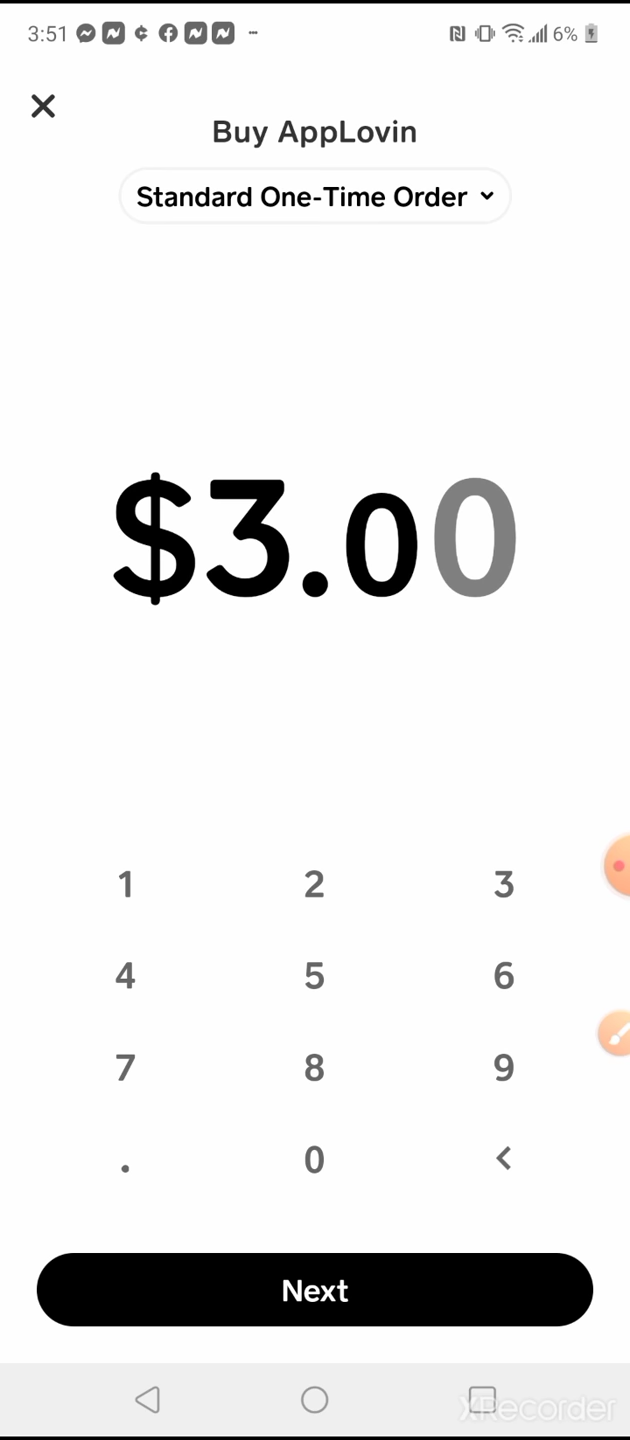 3:51 6%
Buy AppLovin
Standard One-Time Order
$3.00
1 2 3
4 5 6
7 8 9
. 0 <
Next
XRecorder